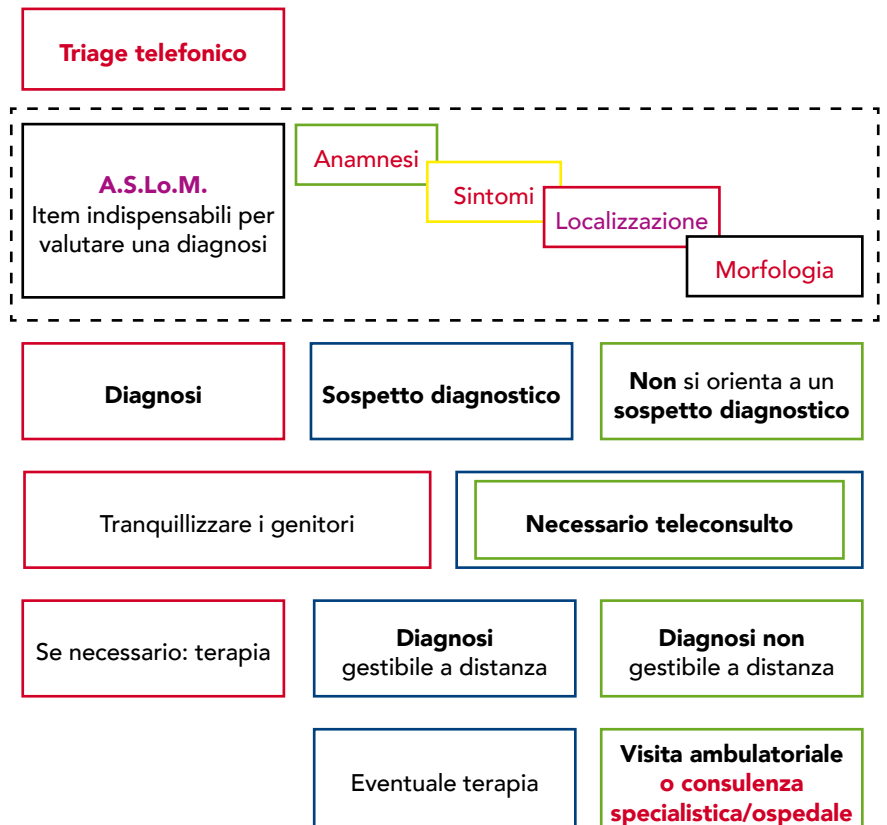 Triage telefonico
A.S.Lo.M.
Item indispensabili per
valutare una diagnosi
Anamnesi
Sintomi
Localizzazione
Morfologia
Diagnosi
Sospetto diagnostico
Non si orienta a un
sospetto diagnostico
Tranquillizzare i genitori
Necessario teleconsulto
Se necessario: terapia
Diagnosi
gestibile a distanza
Diagnosi non
gestibile a distanza
Eventuale terapia
Visita ambulatoriale
o consulenza
specialistica/ospedale